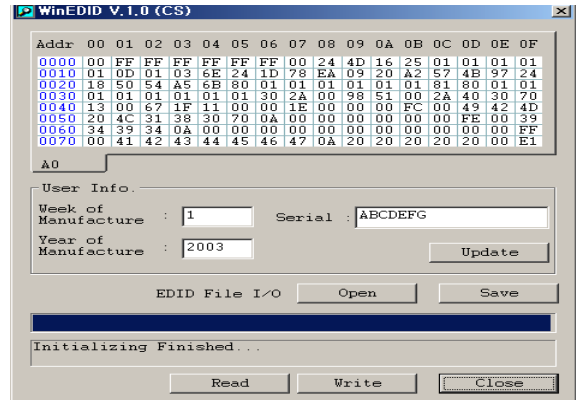 WinEDID V.1.0 (CS)
Addr 00 01 02 03 04 05 06 07 08 09 0A 0B 0C 0D 0E 0F
0000 00 FF FF FF FF FF FF 00 24 4D 16 25 01 01 01 01
0010 01 0D 01 03 6E 24 1D 78 EA 09 20 A2 57 4B 97 24
0020 18 50 54 A5 6B 80 01 01 01 01 01 01 81 80 01 01
0030 01 01 01 01 01 01 30 2A 00 98 51 00 2A 40 30 70
0040 13 00 67 1F 11 00 00 1E 00 00 00 FC 00 49 42 4D
0050 20 4C 31 38 30 70 0A 00 00 00 00 00 00 FE 00 39
0060 34 39 34 0A 00 00 00 00 00 00 00 00 00 00 00 FF
0070 00 41 42 43 44 45 46 47 0A 20 20 20 20 20 00 E1
A0
User Info.
Week of Manufacture : 1 Serial : ABCDEFG
Year of Manufacture : 2003 Update
EDID File I/O Open Save
Initializing Finished...
Read Write Close